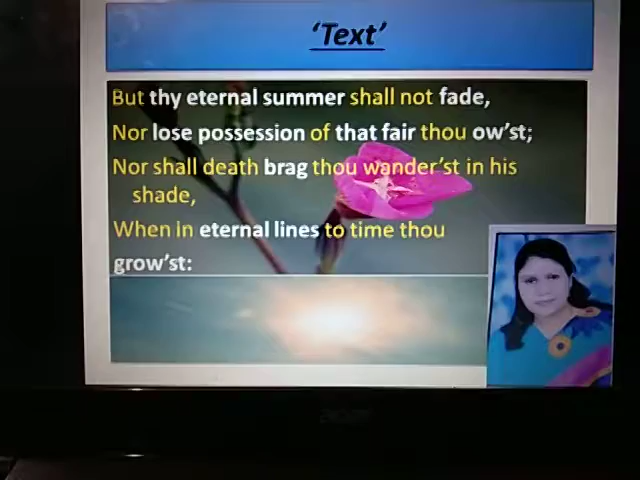 ‘Text’
But thy eternal summer shall not fade,
Nor lose possession of that fair thou ow’st;
Nor shall death brag thou wander’st in his
shade,
When in eternal lines to time thou
grow’st: